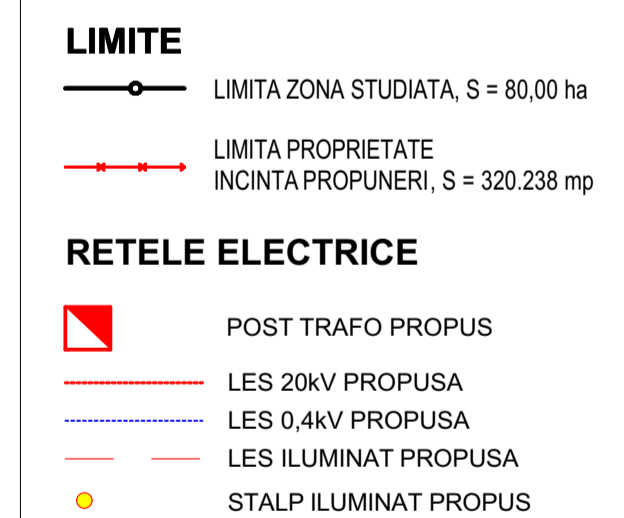 LIMITE
LIMITA ZONA STUDIATA, S = 80,00 ha
LIMITA PROPRIETATE
INCINTA PROPUNERI, S = 320.238 mp
RETELE ELECTRICE
POST TRAFO PROPUS
LES 20kV PROPUSA
LES 0,4kV PROPUSA
LES ILUMINAT PROPUSA
STALP ILUMINAT PROPUS